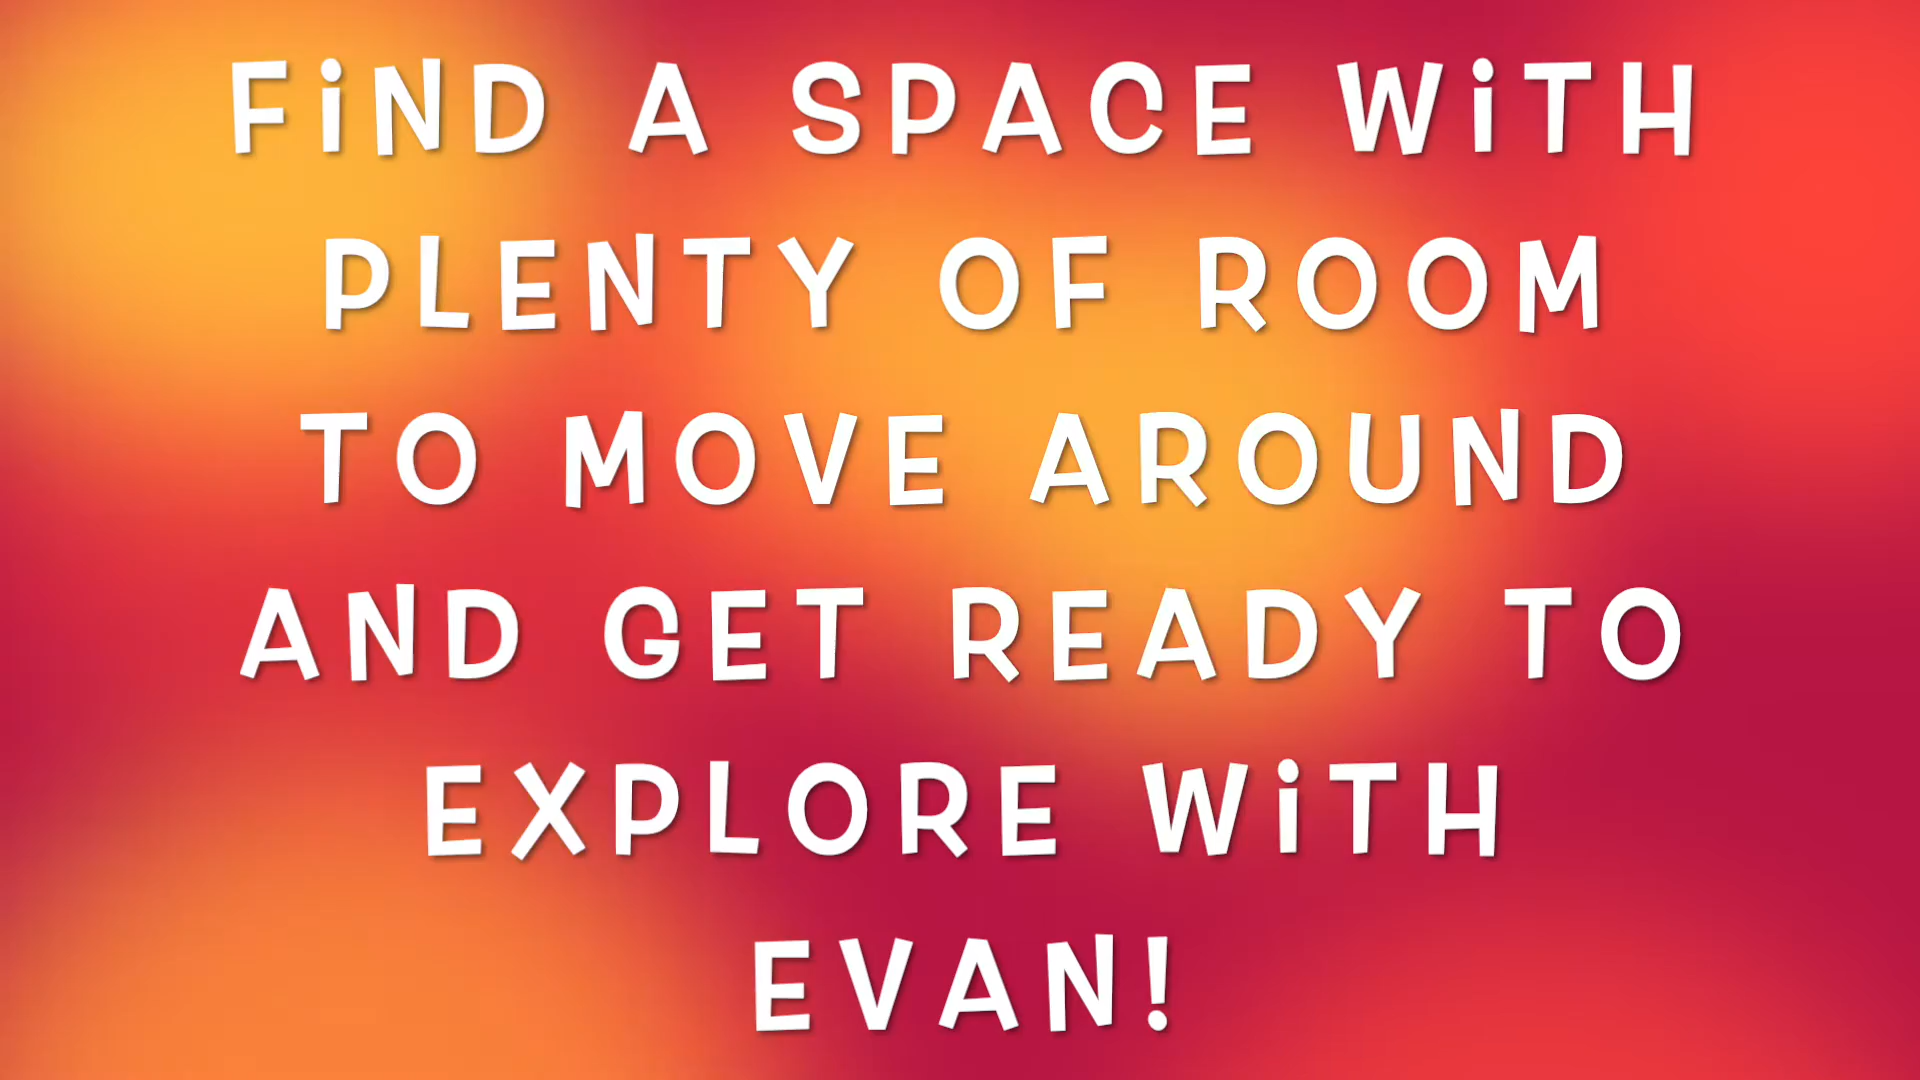 FiND A SPACE WiTH
PLENTY OF ROOM
TO MOVE AROUND
AND GET READY TO
EXPLORE WiTH
EVAN!